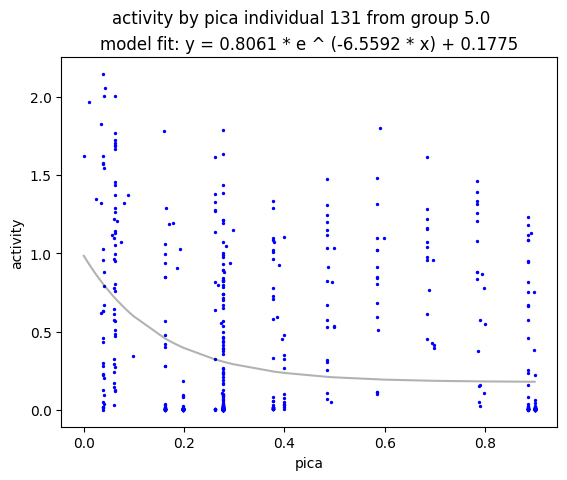 activity by pica individual 131 from group 5.0
model fit: y = 0.8061 * e ^ (-6.5592 * x) + 0.1775
2.0
1.5
1.0
0.5
0.0
activity
0.0 0.2 0.4 0.6 0.8
pica